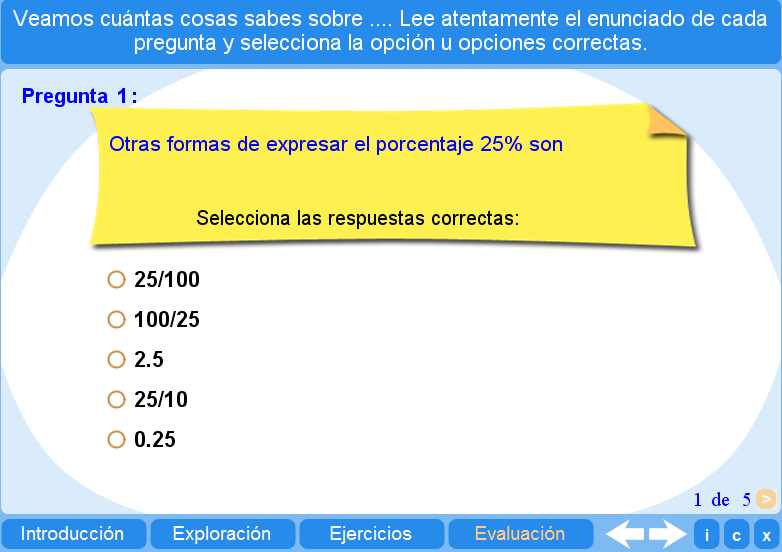 Veamos cuántas cosas sabes sobre .... Lee atentamente el enunciado de cada
pregunta y selecciona la opción u opciones correctas.
Pregunta 1:
Otras formas de expresar el porcentaje 25% son
Selecciona las respuestas correctas:
25/100
100/25
2.5
25/10
0.25
1 de 5 >
Introducción Exploración Ejercicios Evaluación i c x